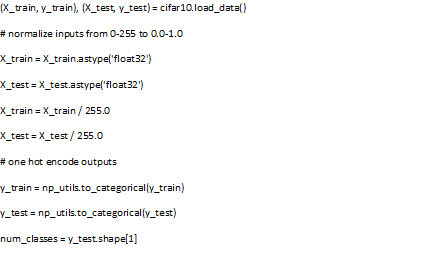 (X_train, y_train), (X_test, y_test) = cifar10.load_data()
# normalize inputs from 0-255 to 0.0-1.0
X_train = X_train.astype('float32')
X_test = X_test.astype('float32')
X_train = X_train / 255.0
X_test = X_test / 255.0
# one hot encode outputs
y_train = np_utils.to_categorical(y_train)
y_test = np_utils.to_categorical(y_test)
num_classes = y_test.shape[1]